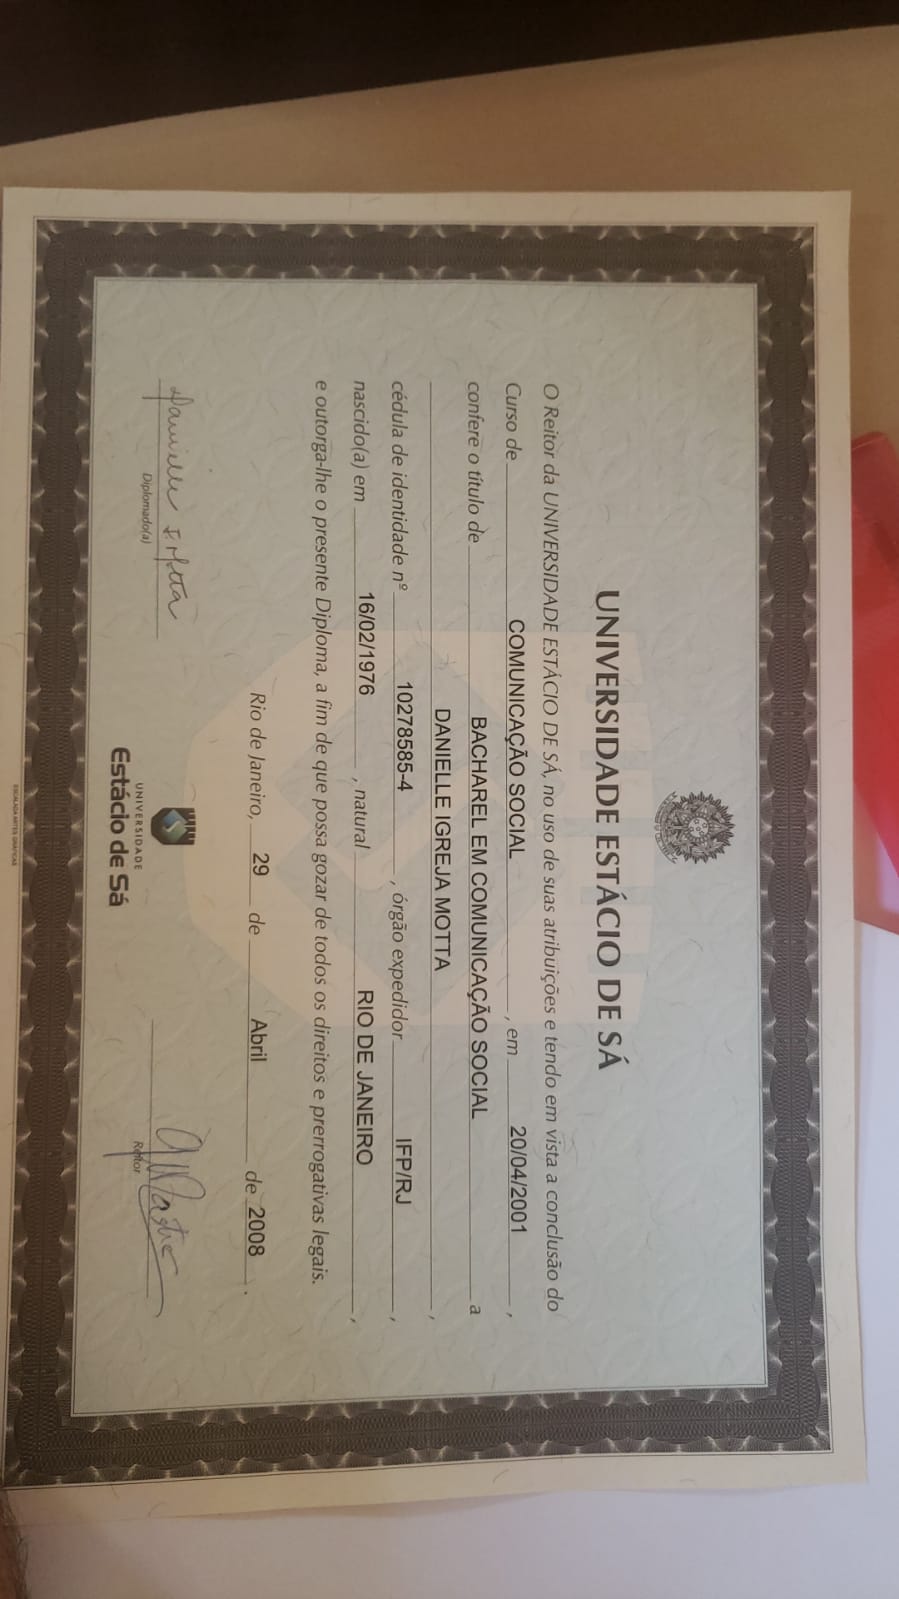 UNIVERSIDADE ESTÁCIO DE SÁ
O Reitor da UNIVERSIDADE ESTÁCIO DE SÁ, no uso de suas atribuições e tendo em vista a conclusão do
Curso de COMUNICAÇÃO SOCIAL, em 20/04/2001,
confere o título de BACHAREL EM COMUNICAÇÃO SOCIAL a
DANIELLE IGREJA MOTTA,
cédula de identidade nº 10278585-4, órgão expedidor IFP/RJ,
nascido(a) em 16/02/1976, natural RIO DE JANEIRO,
e outorga-lhe o presente Diploma, a fim de que possa gozar de todos os direitos e prerrogativas legais.
Rio de Janeiro, 29 de Abril de 2008.
Danielle I. Motta
Diplomado(a)
UNIVERSIDADE
Estácio de Sá
Reitor